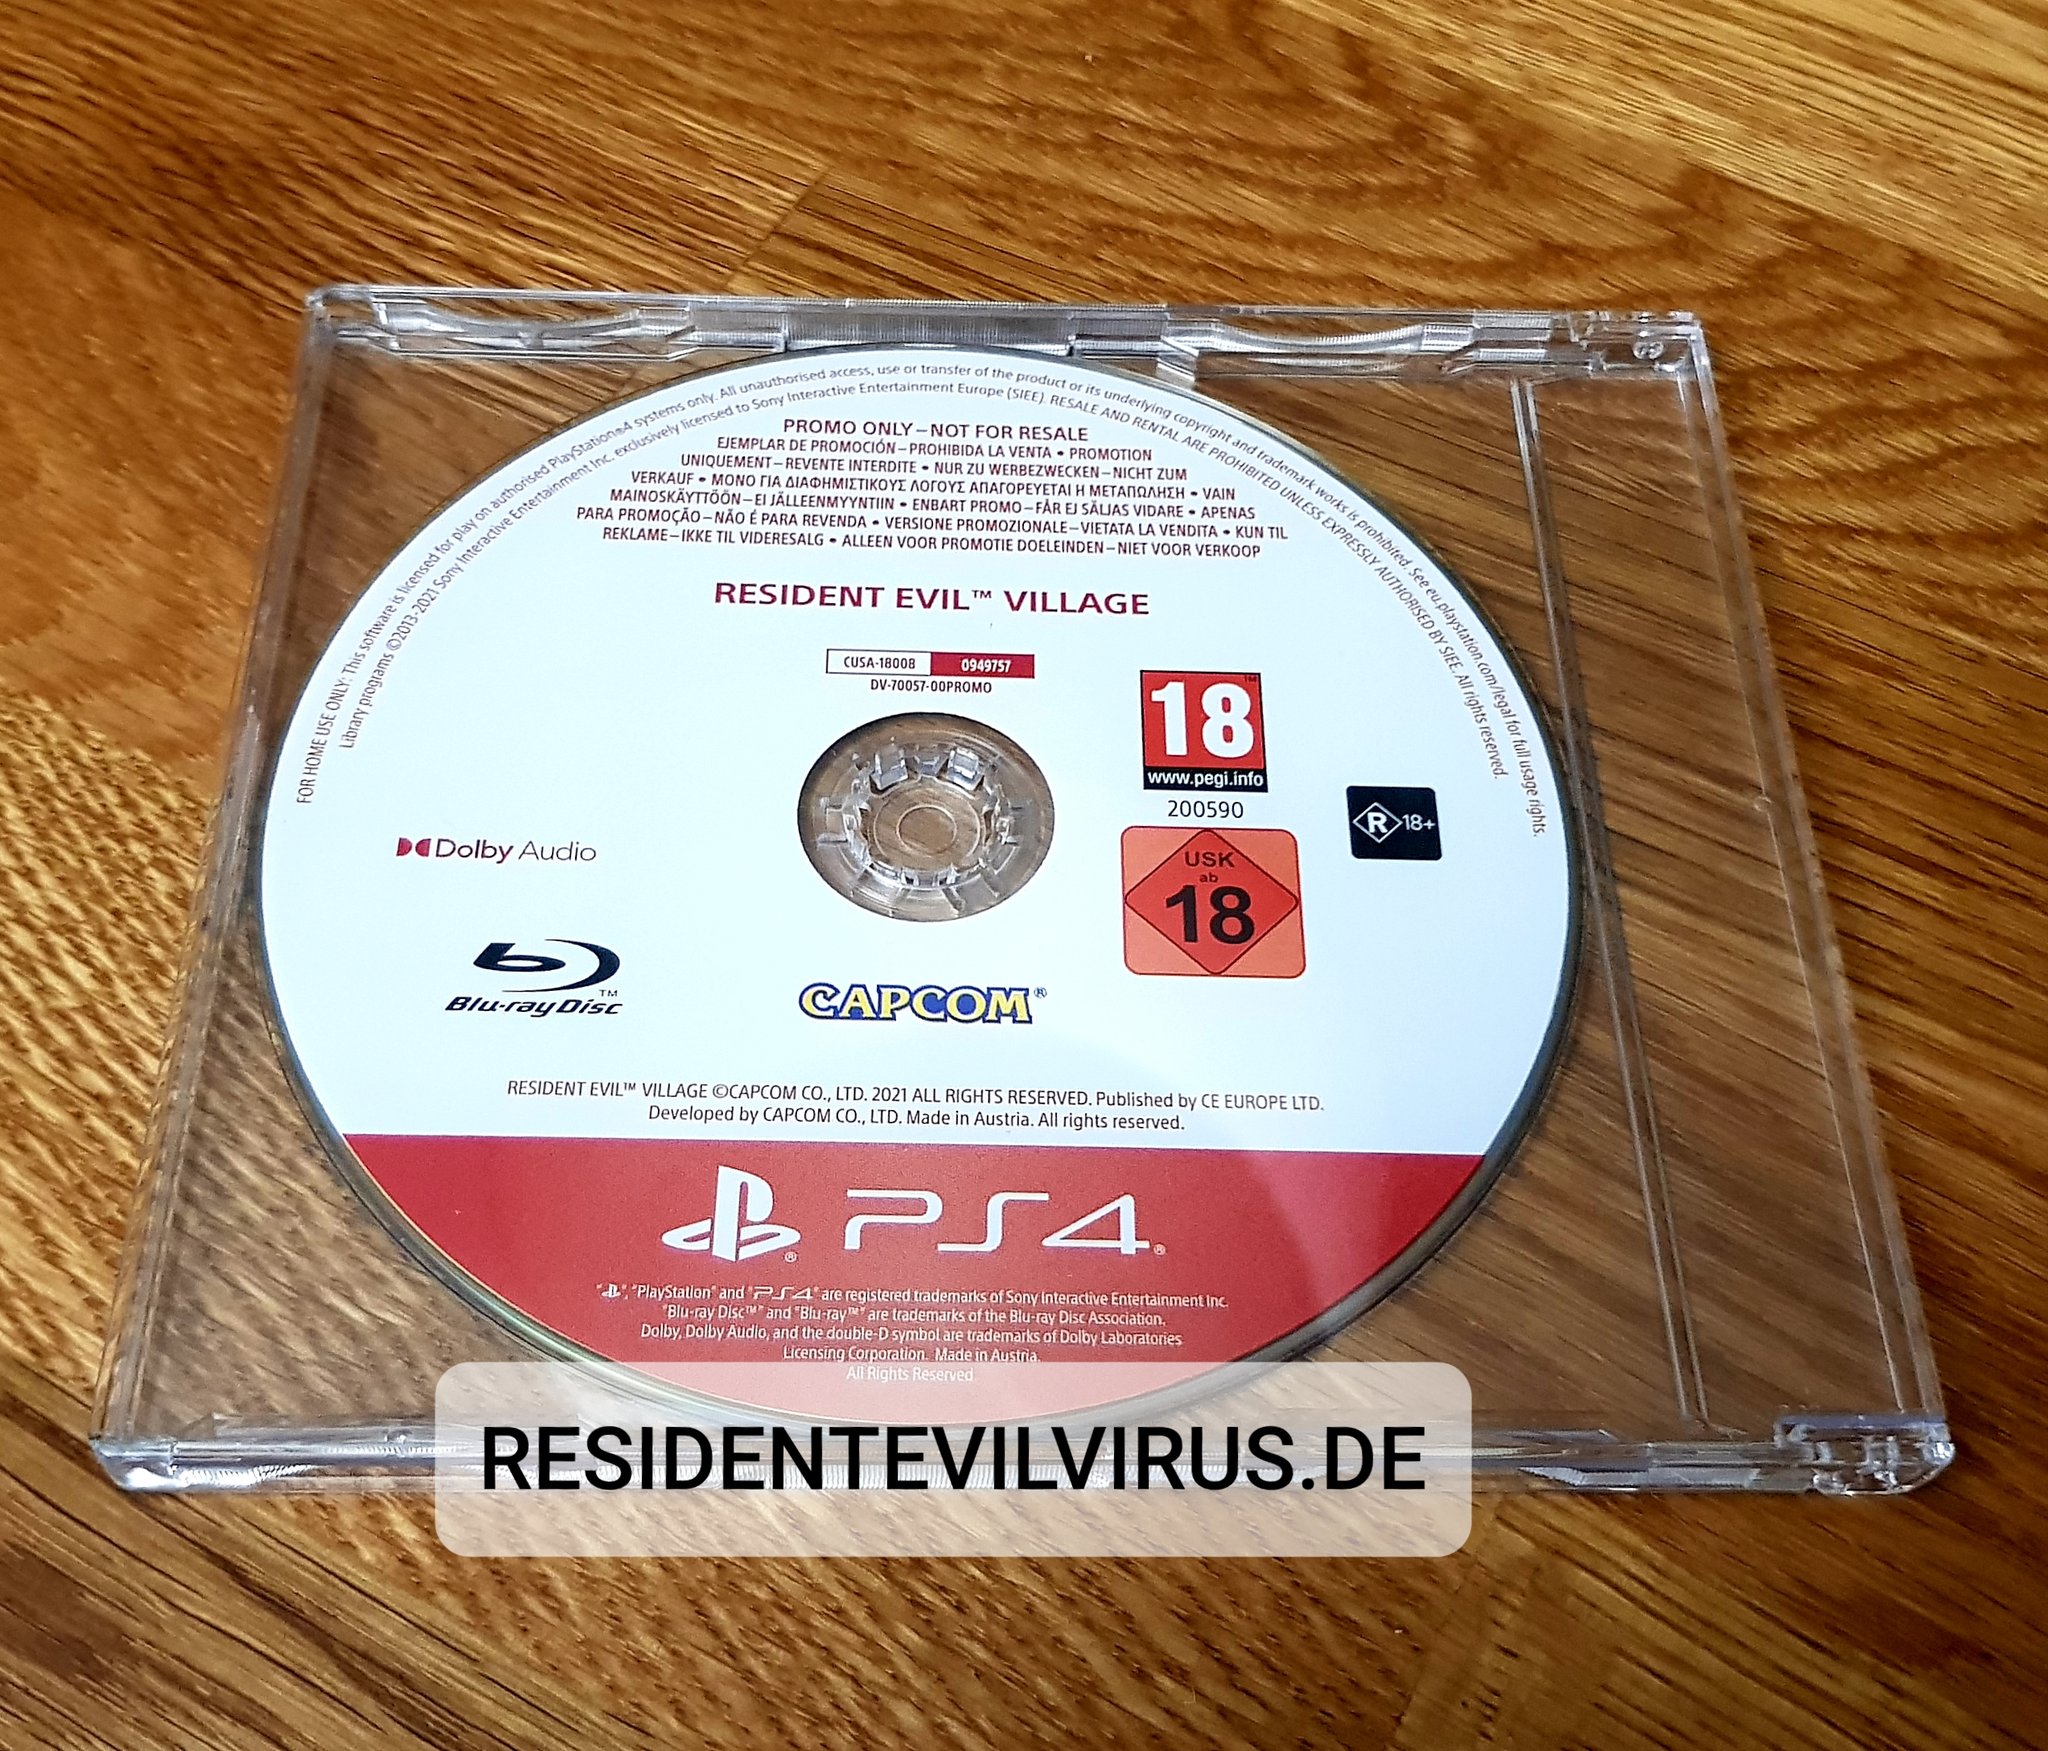 FOR HOME USE ONLY: This software is licensed for play on authorised PlayStation®4 systems only. All unauthorised access, use or transfer of the product or its underlying copyright and trademark works is prohibited. See eu.playstation.com/legal for full usage rights.
Library programs ©2013-2021 Sony Interactive Entertainment Inc. exclusively licensed to Sony Interactive Entertainment Europe (SIEE). RESALE AND RENTAL ARE PROHIBITED UNLESS EXPRESSLY AUTHORISED BY SIEE. All rights reserved.
PROMO ONLY–NOT FOR RESALE
EJEMPLAR DE PROMOCIÓN–PROHIBIDA LA VENTA • PROMOTION
UNIQUEMENT–REVENTE INTERDITE • NUR ZU WERBEZWECKEN–NICHT ZUM
VERKAUF • ΜΟΝΟ ΓΙΑ ΔΙΑΦΗΜΙΣΤΙΚΟΥΣ ΛΟΓΟΥΣ ΑΠΑΓΟΡΕΥΕΤΑΙ Η ΜΕΤΑΠΩΛΗΣΗ • VAIN
MAINOSKÄYTTÖÖN–EI JÄLLEENMYYNTIIN • ENBART PROMO–FÅR EJ SÄLJAS VIDARE • APENAS
PARA PROMOÇÃO–NÃO É PARA REVENDA • VERSIONE PROMOZIONALE–VIETATA LA VENDITA • KUN TIL
REKLAME–IKKE TIL VIDERESALG • ALLEEN VOOR PROMOTIE DOELEINDEN–NIET VOOR VERKOOP
RESIDENT EVIL™ VILLAGE
CUSA-18008 0949757
DV-70057-00PROMO
18™
www.pegi.info
200590
R 18+
Dolby Audio
USK
ab
18
Blu-ray Disc™
CAPCOM®
RESIDENT EVIL™ VILLAGE ©CAPCOM CO., LTD. 2021 ALL RIGHTS RESERVED. Published by CE EUROPE LTD.
Developed by CAPCOM CO., LTD. Made in Austria. All rights reserved.
PS4®
"PlayStation" and "PS4" are registered trademarks of Sony Interactive Entertainment Inc.
"Blu-ray Disc™" and "Blu-ray™" are trademarks of the Blu-ray Disc Association.
Dolby, Dolby Audio, and the double-D symbol are trademarks of Dolby Laboratories
Licensing Corporation. Made in Austria.
All Rights Reserved
RESIDENTEVILVIRUS.DE